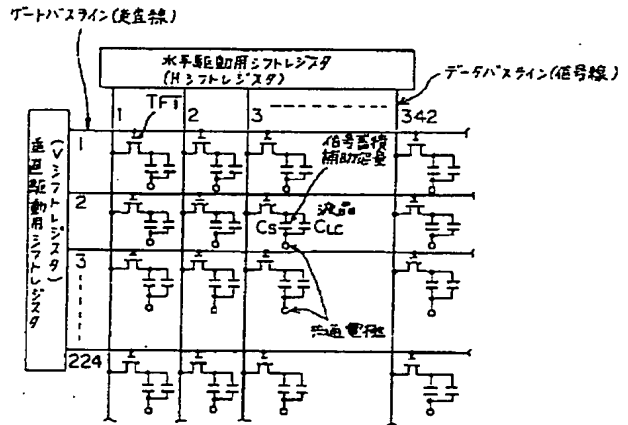 ゲートバスライン(走査線)
水平駆動用シフトレジスタ
(Hシフトレジスタ)
データバスライン(信号線)
1 2 3 342
TFT
1
信号蓄積
補助容量
垂直駆動用シフトレジスタ
(Vシフトレジスタ)
2
液晶
Cs CLC
3
共通電極
224